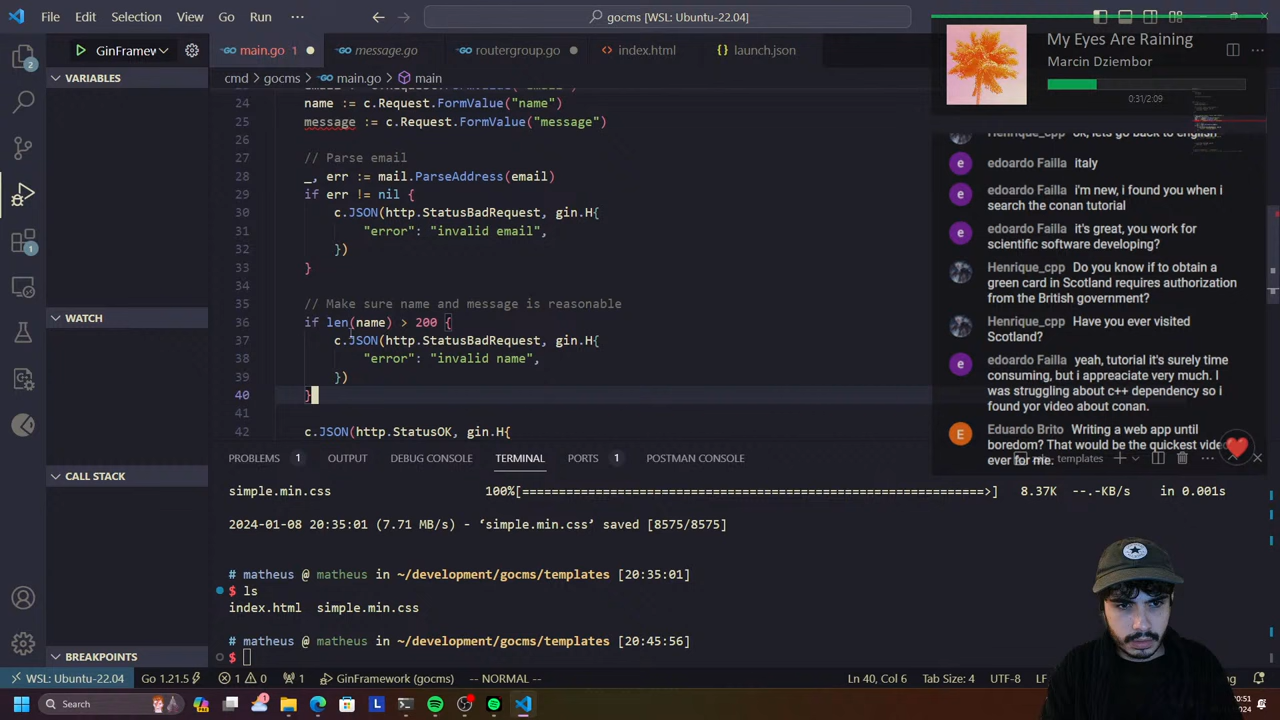 File Edit Selection View Go Run ··· gocms [WSL: Ubuntu-22.04]
GinFramew main.go message.go routergroup.go index.html launch.json
cmd > gocms > main.go > main
VARIABLES
WATCH
CALL STACK
BREAKPOINTS
24 name := c.Request.FormValue("name")
25 message := c.Request.FormValue("message")
26
27 // Parse email
28 _, err := mail.ParseAddress(email)
29 if err != nil {
30 c.JSON(http.StatusBadRequest, gin.H{
31 "error": "invalid email",
32 })
33 }
34
35 // Make sure name and message is reasonable
36 if len(name) > 200 {
37 c.JSON(http.StatusBadRequest, gin.H{
38 "error": "invalid name",
39 })
40 }
41
42 c.JSON(http.StatusOK, gin.H{
My Eyes Are Raining
Marcin Dziembor
0:31/2:09
Henrique_cpp ok, lets go back to english
edoardo Failla italy
edoardo Failla i'm new, i found you when i
search the conan tutorial
edoardo Failla it's great, you work for
scientific software developing?
Henrique_cpp Do you know if to obtain a
green card in Scotland requires authorization
from the British government?
Henrique_cpp Have you ever visited
Scotland?
edoardo Failla yeah, tutorial it's surely time
consuming, but i appreaciate very much. I
was struggling about c++ dependency so i
found yor video about conan.
Eduardo Brito Writing a web app until
boredom? That would be the quickest video
ever for me.
PROBLEMS 1 OUTPUT DEBUG CONSOLE TERMINAL PORTS 1 POSTMAN CONSOLE templates
simple.min.css 100%[===================================================================>] 8.37K --.-KB/s in 0.001s
2024-01-08 20:35:01 (7.71 MB/s) - ‘simple.min.css’ saved [8575/8575]
# matheus @ matheus in ~/development/gocms/templates [20:35:01]
$ ls
index.html simple.min.css
# matheus @ matheus in ~/development/gocms/templates [20:45:56]
$
WSL: Ubuntu-22.04 Go 1.21.5 1 0 1 GinFramework (gocms) -- NORMAL -- Ln 40, Col 6 Tab Size: 4 UTF-8
Search